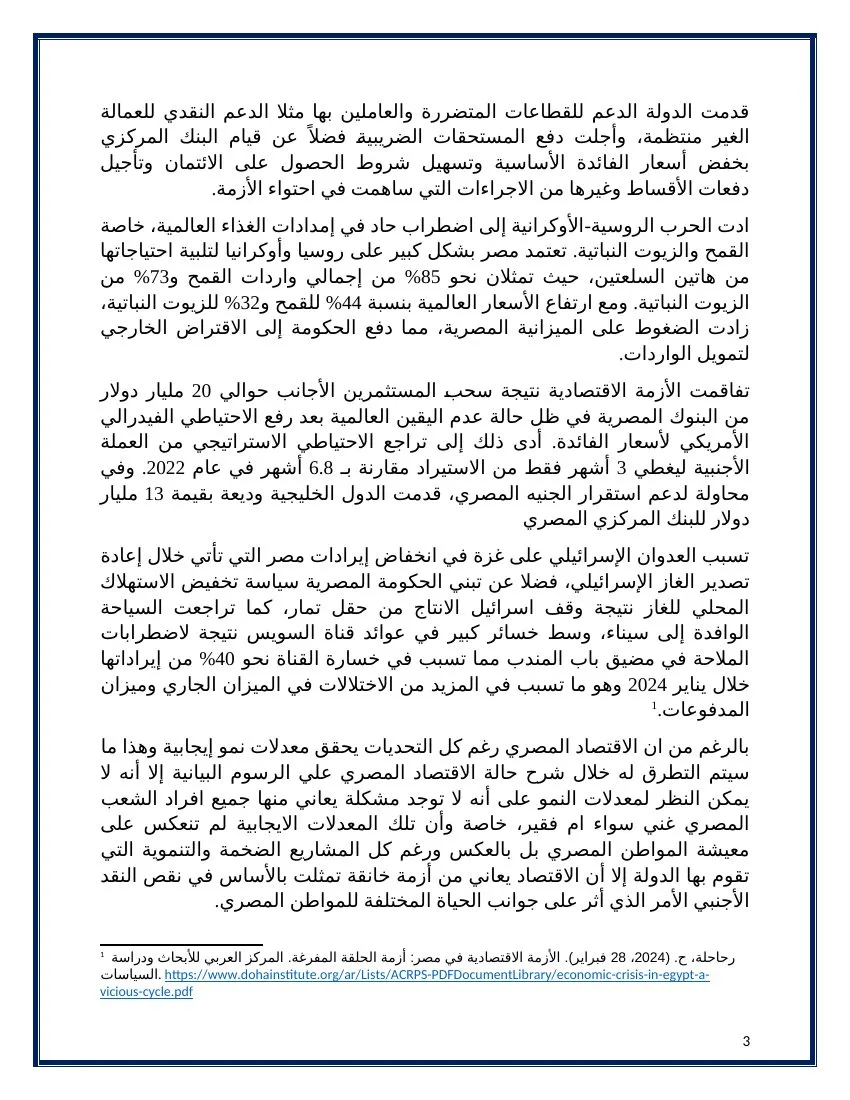 قدمت الدولة الدعم للقطاعات المتضررة والعاملين بها مثلا الدعم النقدي للعمالة
الغير منتظمة، وأجلت دفع المستحقات الضريبية فضلاً عن قيام البنك المركزي
بخفض أسعار الفائدة الأساسية وتسهيل شروط الحصول على الائتمان وتأجيل
دفعات الأقساط وغيرها من الاجراءات التي ساهمت في احتواء الأزمة.
ادت الحرب الروسية-الأوكرانية إلى اضطراب حاد في إمدادات الغذاء العالمية، خاصة
القمح والزيوت النباتية. تعتمد مصر بشكل كبير على روسيا وأوكرانيا لتلبية احتياجاتها
من هاتين السلعتين، حيث تمثلان نحو 85% من إجمالي واردات القمح و73% من
الزيوت النباتية. ومع ارتفاع الأسعار العالمية بنسبة 44% للقمح و32% للزيوت النباتية،
زادت الضغوط على الميزانية المصرية، مما دفع الحكومة إلى الاقتراض الخارجي
لتمويل الواردات.
تفاقمت الأزمة الاقتصادية نتيجة سحب المستثمرين الأجانب حوالي 20 مليار دولار
من البنوك المصرية في ظل حالة عدم اليقين العالمية بعد رفع الاحتياطي الفيدرالي
الأمريكي لأسعار الفائدة. أدى ذلك إلى تراجع الاحتياطي الاستراتيجي من العملة
الأجنبية ليغطي 3 أشهر فقط من الاستيراد مقارنة بـ 6.8 أشهر في عام 2022. وفي
محاولة لدعم استقرار الجنيه المصري، قدمت الدول الخليجية وديعة بقيمة 13 مليار
دولار للبنك المركزي المصري
تسبب العدوان الإسرائيلي على غزة في انخفاض إيرادات مصر التي تأتي خلال إعادة
تصدير الغاز الإسرائيلي، فضلا عن تبني الحكومة المصرية سياسة تخفيض الاستهلاك
المحلي للغاز نتيجة وقف اسرائيل الانتاج من حقل تمار، كما تراجعت السياحة
الوافدة إلى سيناء، وسط خسائر كبير في عوائد قناة السويس نتيجة لاضطرابات
الملاحة في مضيق باب المندب مما تسبب في خسارة القناة نحو 40% من إيراداتها
خلال يناير 2024 وهو ما تسبب في المزيد من الاختلالات في الميزان الجاري وميزان
المدفوعات.1
بالرغم من ان الاقتصاد المصري رغم كل التحديات يحقق معدلات نمو إيجابية وهذا ما
سيتم التطرق له خلال شرح حالة الاقتصاد المصري علي الرسوم البيانية إلا أنه لا
يمكن النظر لمعدلات النمو على أنه لا توجد مشكلة يعاني منها جميع افراد الشعب
المصري غني سواء ام فقير، خاصة وأن تلك المعدلات الايجابية لم تنعكس على
معيشة المواطن المصري بل بالعكس ورغم كل المشاريع الضخمة والتنموية التي
تقوم بها الدولة إلا أن الاقتصاد يعاني من أزمة خانقة تمثلت بالأساس في نقص النقد
الأجنبي الأمر الذي أثر على جوانب الحياة المختلفة للمواطن المصري.
1 رحاحلة، ح. (2024، 28 فبراير). الأزمة الاقتصادية في مصر: أزمة الحلقة المفرغة. المركز العربي للأبحاث ودراسة
السياسات. https://www.dohainstitute.org/ar/Lists/ACRPS-PDFDocumentLibrary/economic-crisis-in-egypt-a-
vicious-cycle.pdf
3